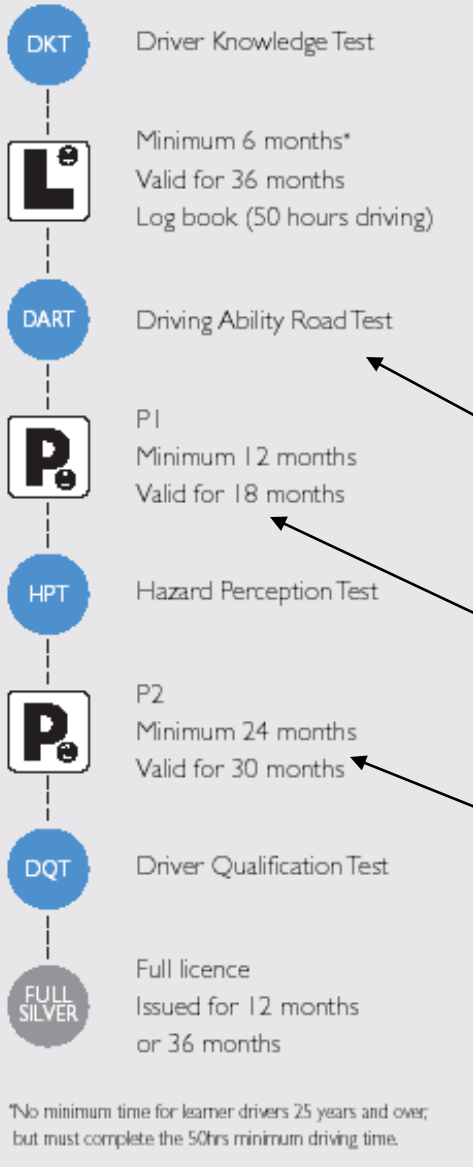 DKT Driver Knowledge Test
L Minimum 6 months*
Valid for 36 months
Log book (50 hours driving)
DART Driving Ability Road Test
P1
P Minimum 12 months
Valid for 18 months
HPT Hazard Perception Test
P2
P Minimum 24 months
Valid for 30 months
DQT Driver Qualification Test
Full licence
FULL SILVER Issued for 12 months
or 36 months
*No minimum time for learner drivers 25 years and over,
but must complete the 50hrs minimum driving time.